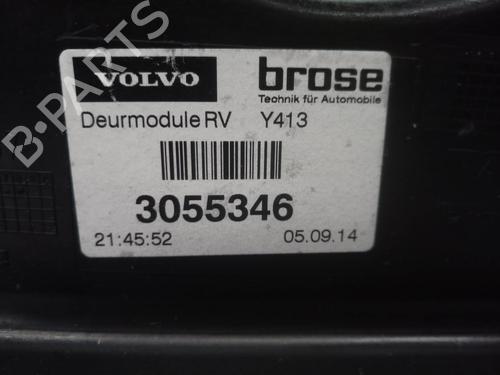 VOLVO brose
Technik für Automobile
Deurmodule RV Y413
3055346
21:45:52 05.09.14
B-PARTS